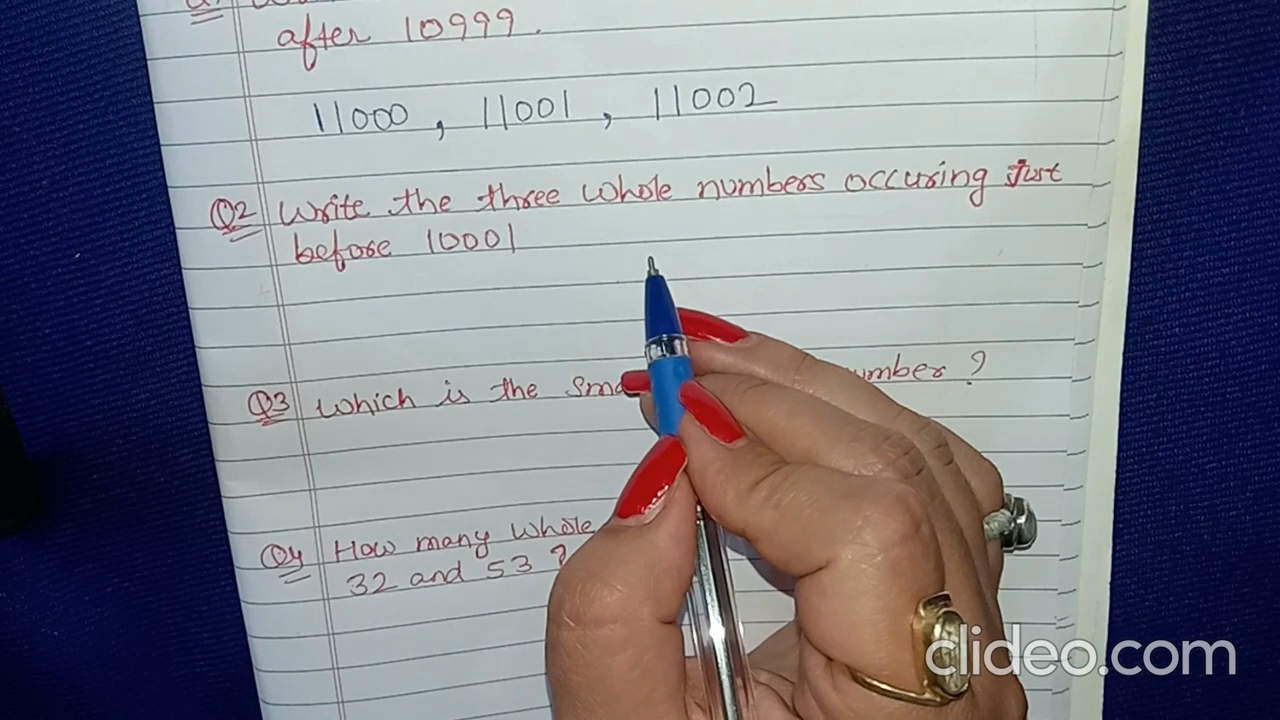 after 10999.
11000, 11001, 11002
Q2 Write the three whole numbers occuring Just
before 10001
Q3 Which is the
Q4 How many whole
32 and 53 ?
clideo.com